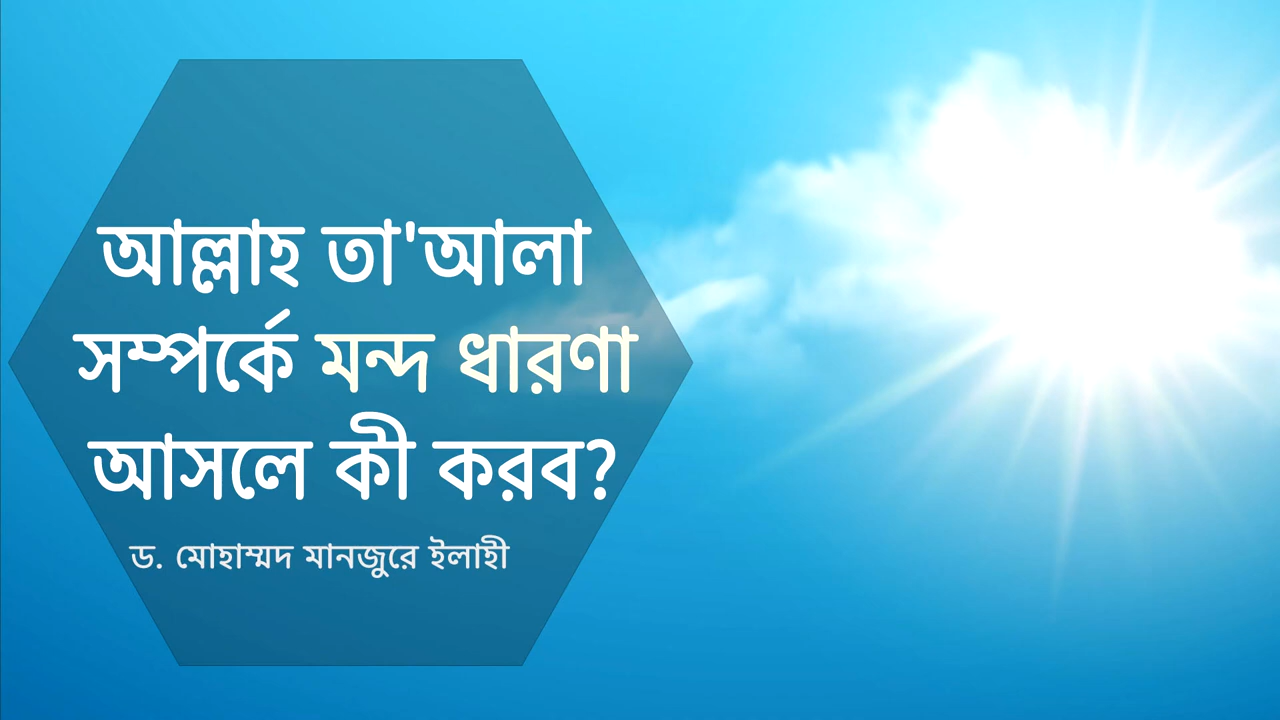 আল্লাহ তা'আলা
সম্পর্কে মন্দ ধারণা
আসলে কী করব?
ড. মোহাম্মদ মানজুরে ইলাহী